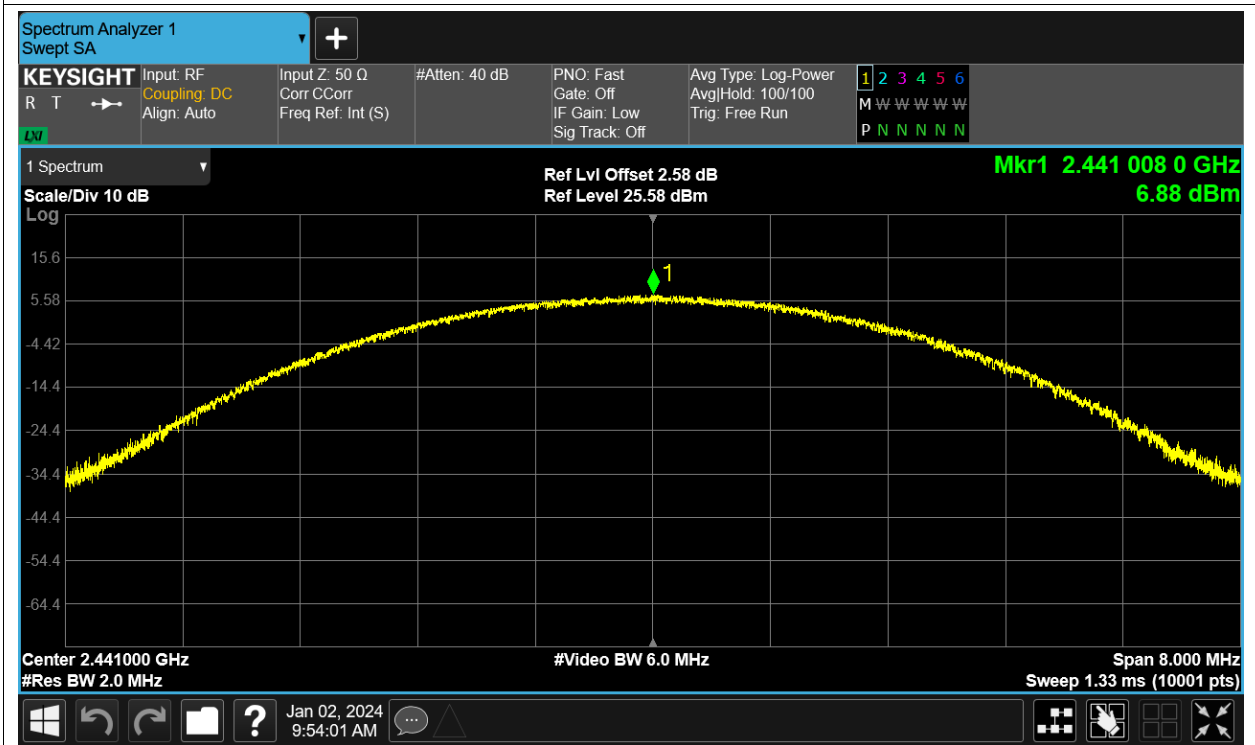 Spectrum Analyzer 1
Swept SA
KEYSIGHT
R T
LXI
Input: RF
Coupling: DC
Align: Auto
Input Z: 50 Ω
Corr CCorr
Freq Ref: Int (S)
#Atten: 40 dB
PNO: Fast
Gate: Off
IF Gain: Low
Sig Track: Off
Avg Type: Log-Power
Avg|Hold: 100/100
Trig: Free Run
1 2 3 4 5 6
M W W W W W
P N N N N N
1 Spectrum
Scale/Div 10 dB
Log
Ref Lvl Offset 2.58 dB
Ref Level 25.58 dBm
Mkr1 2.441 008 0 GHz
6.88 dBm
1
15.6
5.58
-4.42
-14.4
-24.4
-34.4
-44.4
-54.4
-64.4
Center 2.441000 GHz
#Res BW 2.0 MHz
#Video BW 6.0 MHz
Span 8.000 MHz
Sweep 1.33 ms (10001 pts)
?
Jan 02, 2024
9:54:01 AM